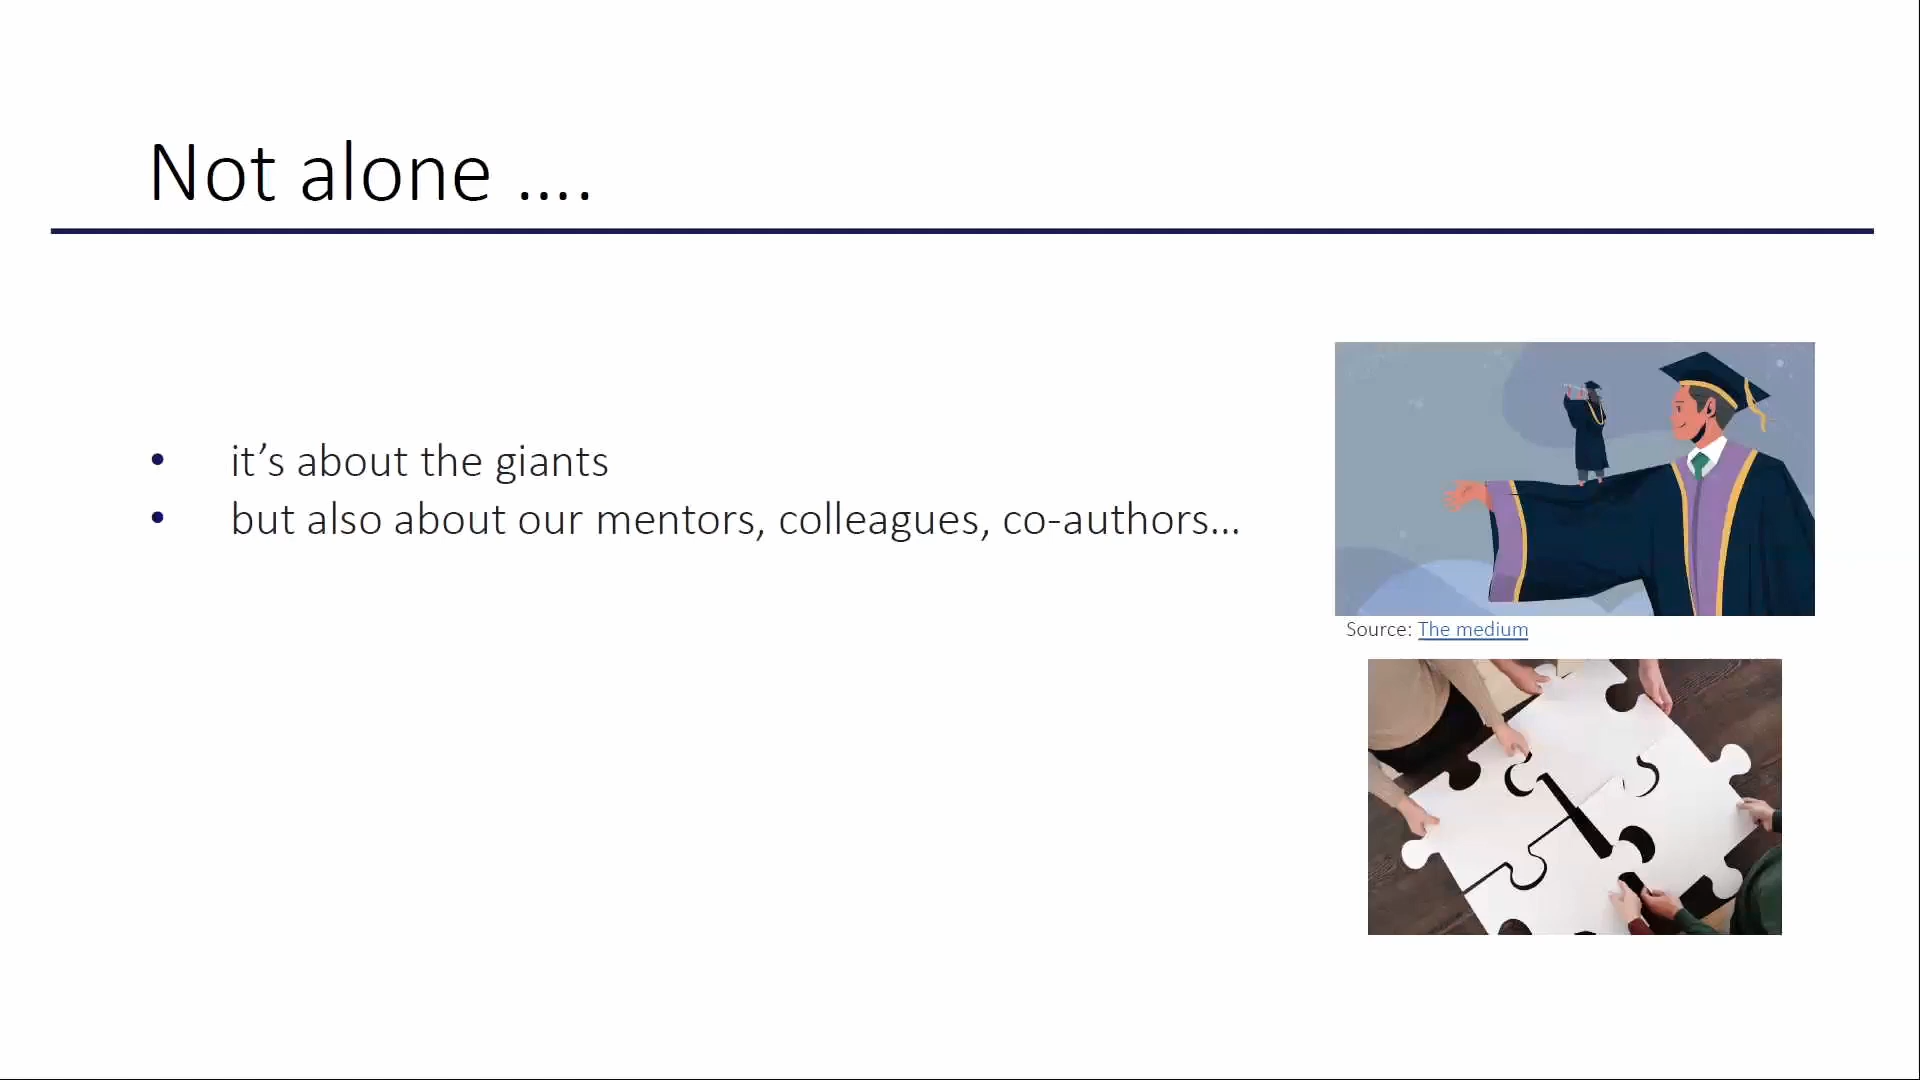 Not alone ....
• it’s about the giants
• but also about our mentors, colleagues, co-authors...
Source: The medium